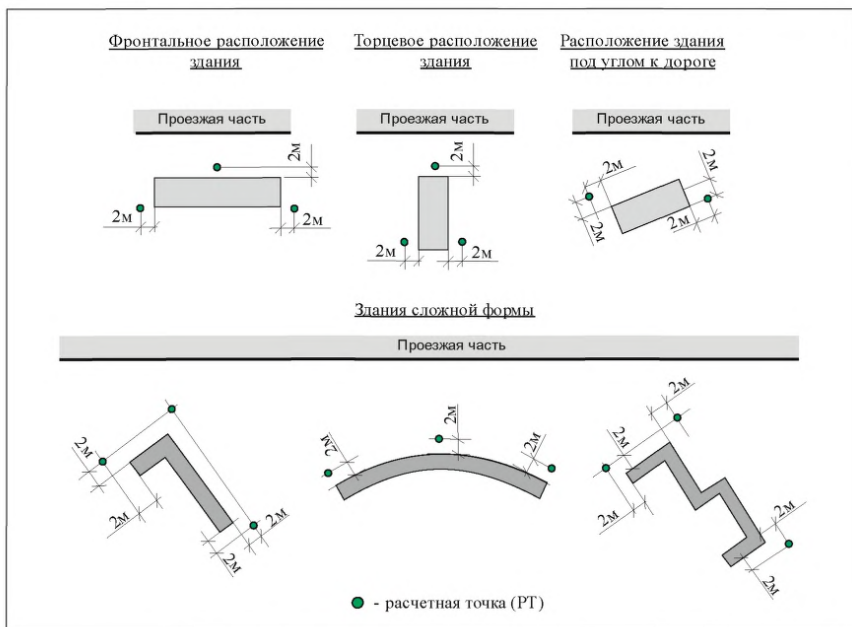 Фронтальное расположение
здания
Торцевое расположение
здания
Расположение здания
под углом к дороге
Проезжая часть
Проезжая часть
Проезжая часть
2м
2м
2м
2м
2м
2м
2м
2м
2м
2м
Здания сложной формы
Проезжая часть
2м
2м
2м
2м
2м
2м
2м
2м
2м
2м
2м
2м
- расчетная точка (РТ)